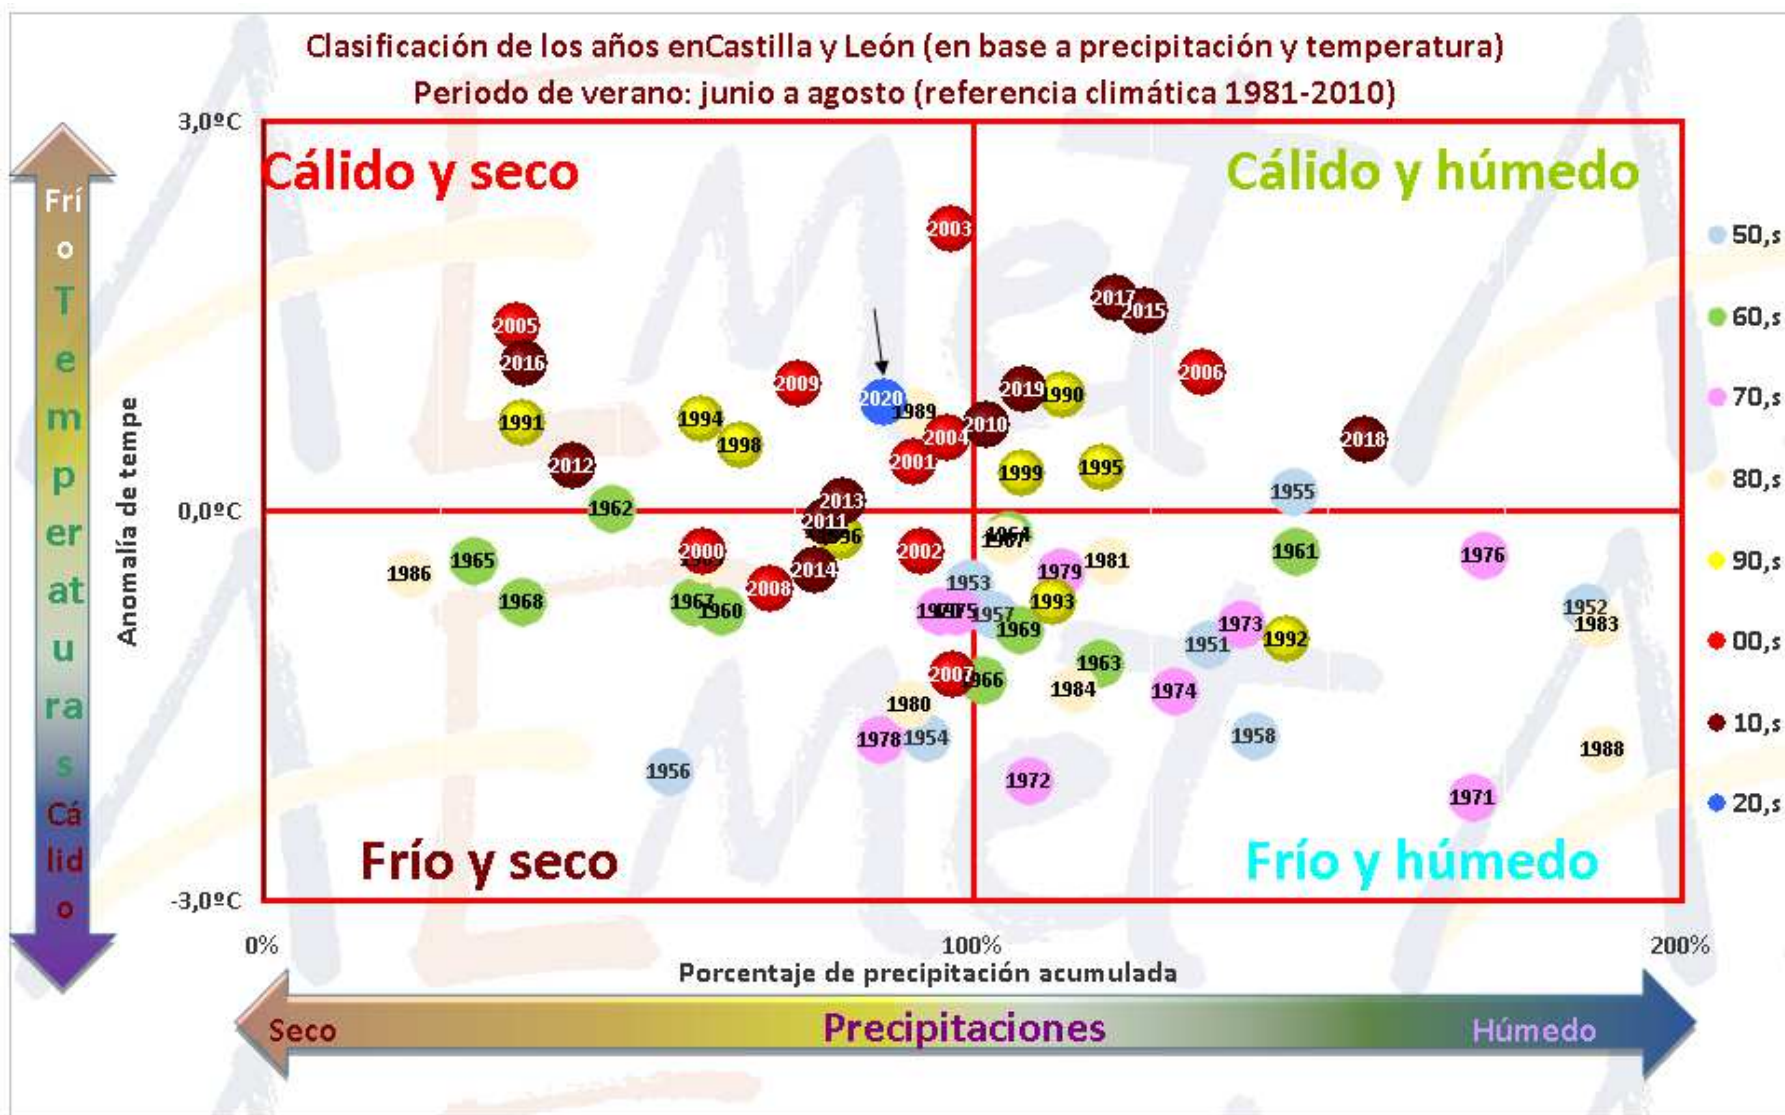 Clasificación de los años enCastilla y León (en base a precipitación y temperatura)
Periodo de verano: junio a agosto (referencia climática 1981-2010)
3,0ºC
0,0ºC
-3,0ºC
Anomalía de tempe
Frí
o
T
e
m
p
er
at
u
ra
s
Cá
lid
o
Cálido y seco
Cálido y húmedo
2003
2017
2015
2005
2016
2009
2006
2020
1989
2019
1990
1991
1994
1998
2010
2004
2018
2012
2001
1999
1995
1955
1962
2013
2011
1964
1965
1986
2000
2002
1981
1961
1976
1979
2014
1953
1968
1967
1960
2008
1975
1957
1993
1969
1973
1951
1992
1952
1983
1963
2007
1966
1984
1974
1980
1978
1954
1958
1988
1956
1972
1971
Frío y seco
Frío y húmedo
50,s
60,s
70,s
80,s
90,s
00,s
10,s
20,s
0%
100%
200%
Porcentaje de precipitación acumulada
Seco
Precipitaciones
Húmedo